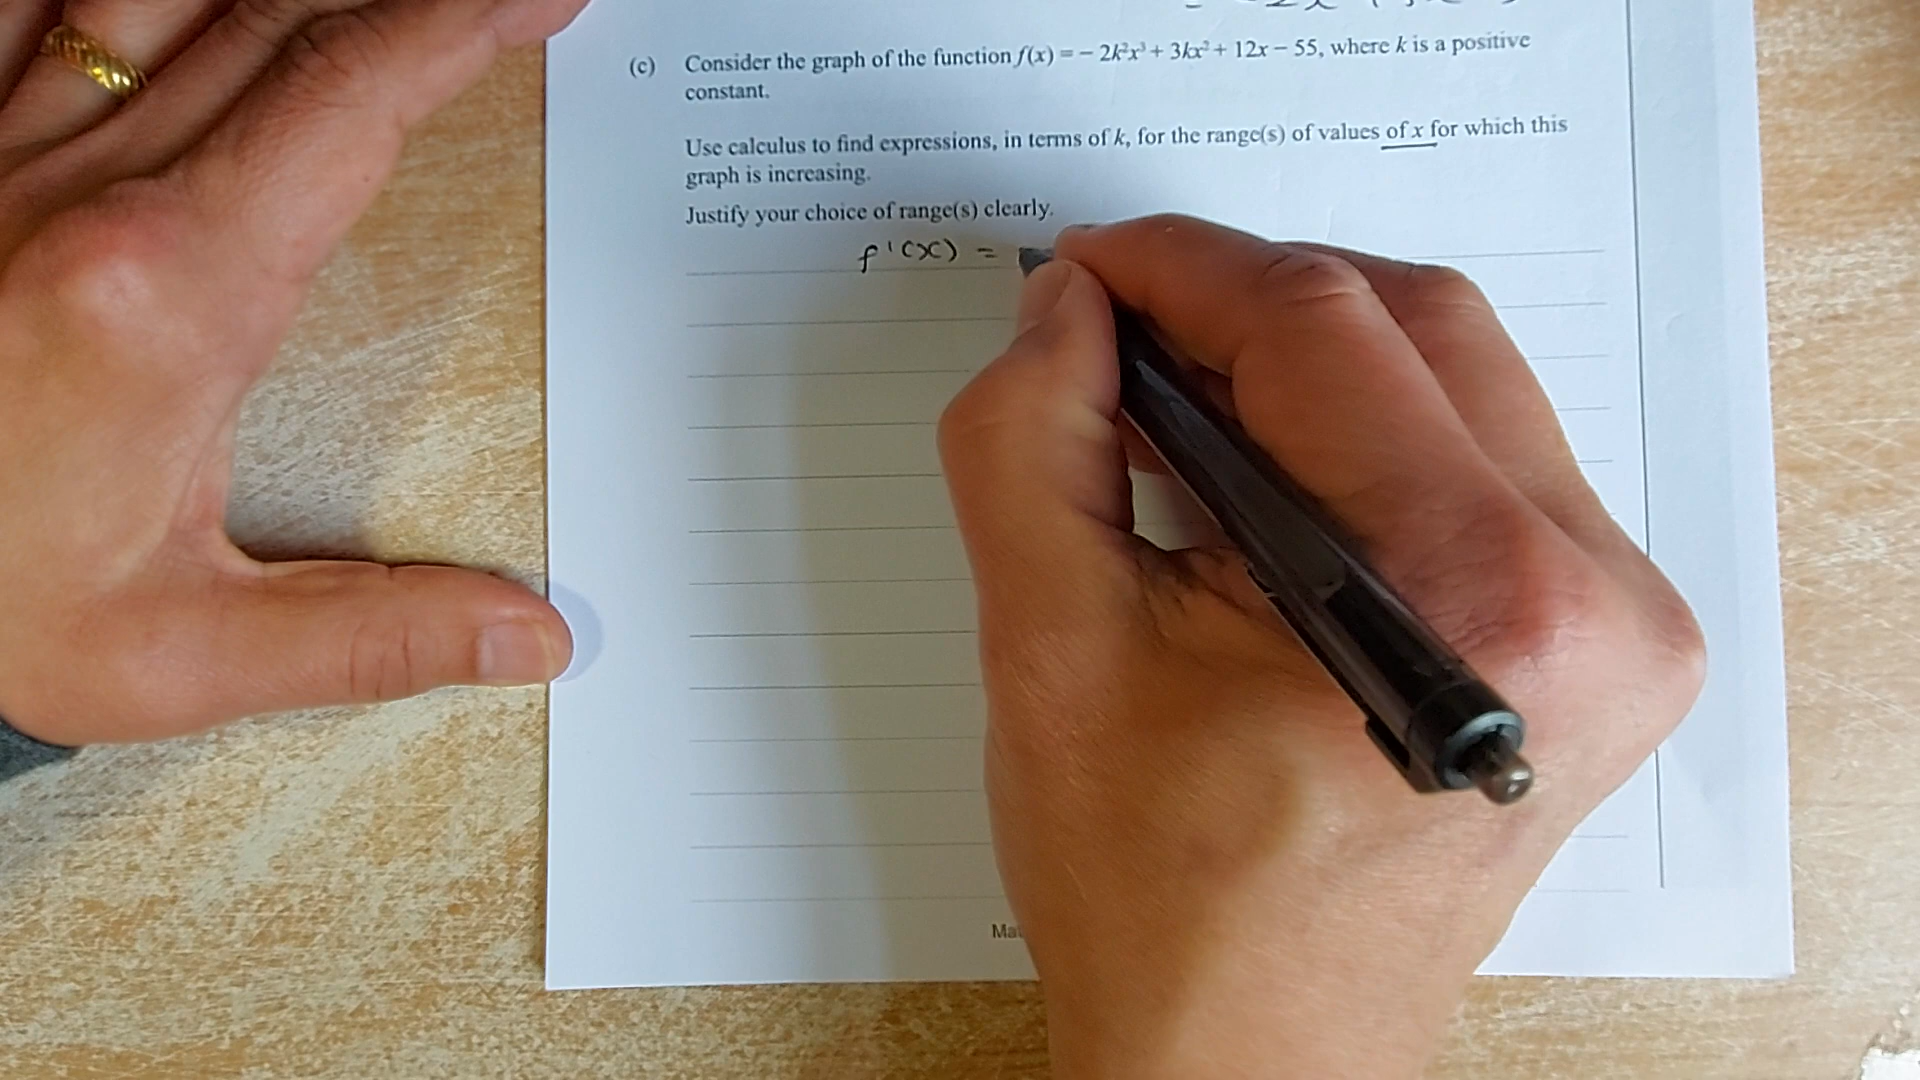 (c) Consider the graph of the function f(x) = − 2k²x³ + 3kx² + 12x − 55, where k is a positive
constant.
Use calculus to find expressions, in terms of k, for the range(s) of values of x for which this
graph is increasing.
Justify your choice of range(s) clearly.
f'(x) =